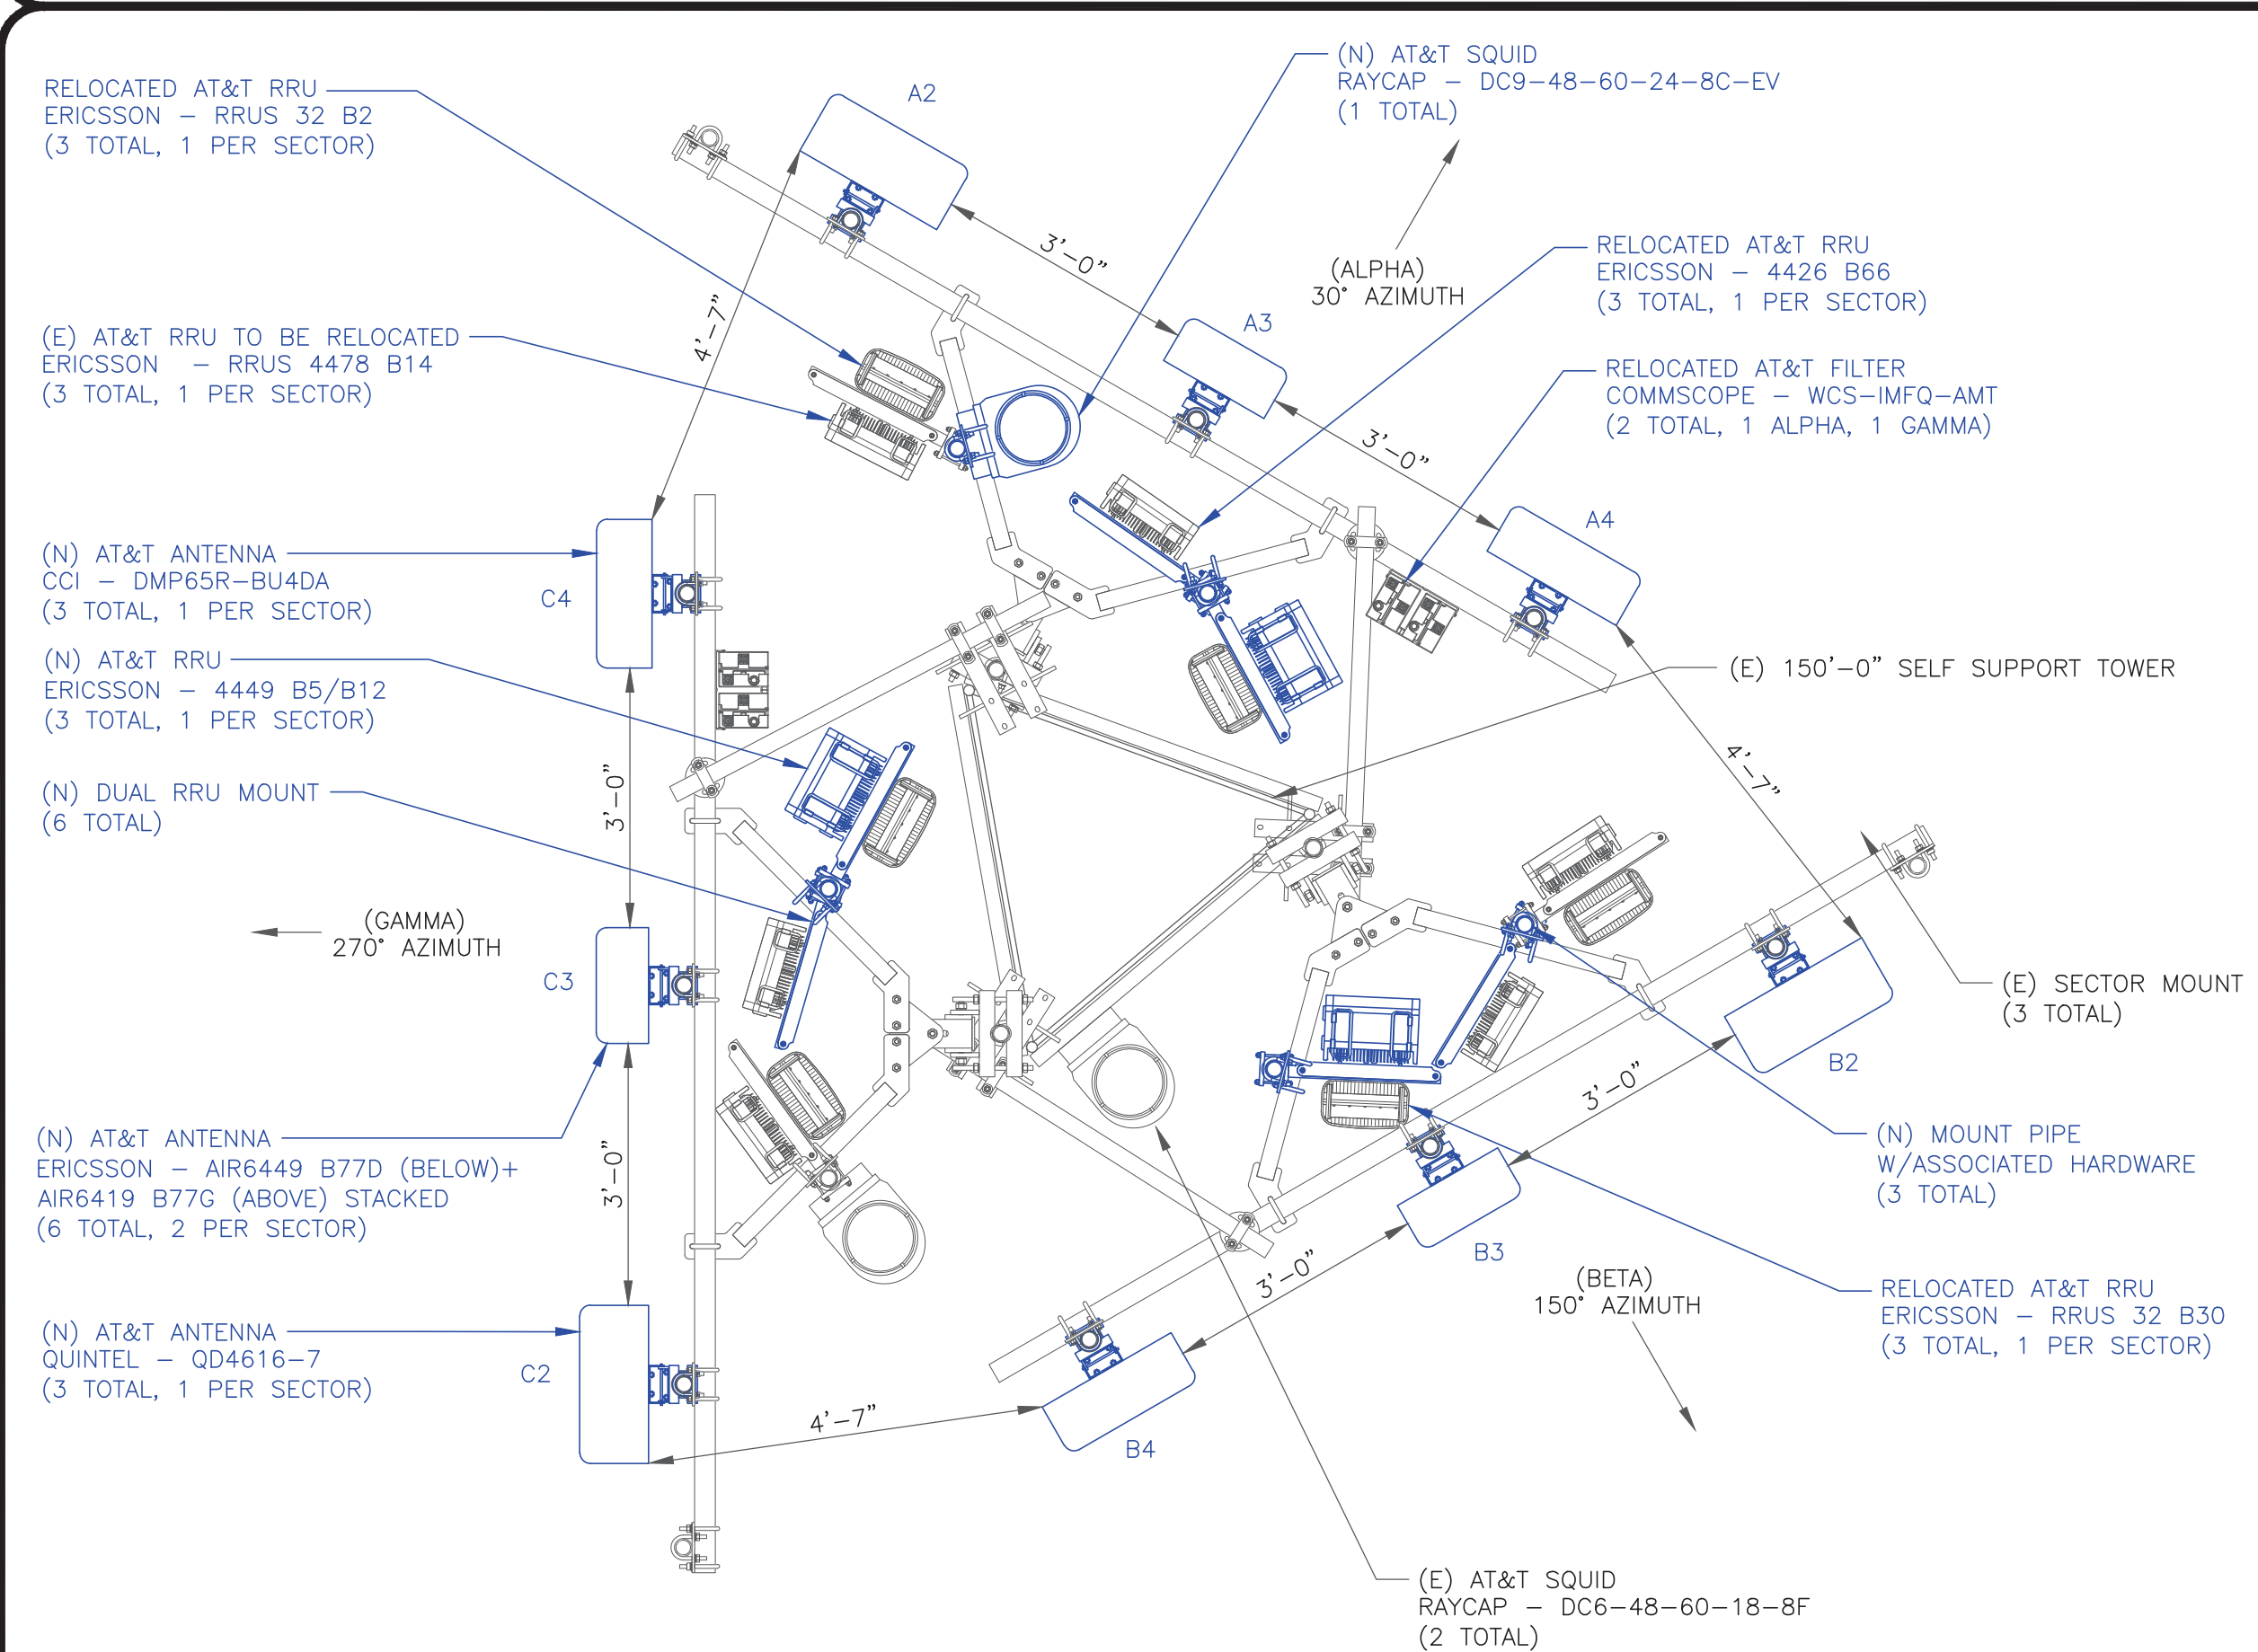 RELOCATED AT&T RRU
ERICSSON – RRUS 32 B2
(3 TOTAL, 1 PER SECTOR)
A2
(N) AT&T SQUID
RAYCAP – DC9-48-60-24-8C-EV
(1 TOTAL)
3'-0"
(ALPHA)
30° AZIMUTH
RELOCATED AT&T RRU
ERICSSON – 4426 B66
(3 TOTAL, 1 PER SECTOR)
(E) AT&T RRU TO BE RELOCATED
ERICSSON – RRUS 4478 B14
(3 TOTAL, 1 PER SECTOR)
4'-7"
A3
RELOCATED AT&T FILTER
COMMSCOPE – WCS-IMFQ-AMT
(2 TOTAL, 1 ALPHA, 1 GAMMA)
3'-0"
A4
(N) AT&T ANTENNA
CCI – DMP65R-BU4DA
(3 TOTAL, 1 PER SECTOR)
C4
(N) AT&T RRU
ERICSSON – 4449 B5/B12
(3 TOTAL, 1 PER SECTOR)
(E) 150'-0" SELF SUPPORT TOWER
(N) DUAL RRU MOUNT
(6 TOTAL)
3'-0"
4'-7"
(GAMMA)
270° AZIMUTH
C3
(E) SECTOR MOUNT
(3 TOTAL)
B2
3'-0"
(N) AT&T ANTENNA
ERICSSON – AIR6449 B77D (BELOW)+
AIR6419 B77G (ABOVE) STACKED
(6 TOTAL, 2 PER SECTOR)
3'-0"
(N) MOUNT PIPE
W/ASSOCIATED HARDWARE
(3 TOTAL)
B3
3'-0"
(BETA)
150° AZIMUTH
RELOCATED AT&T RRU
ERICSSON – RRUS 32 B30
(3 TOTAL, 1 PER SECTOR)
(N) AT&T ANTENNA
QUINTEL – QD4616-7
(3 TOTAL, 1 PER SECTOR)
C2
4'-7"
B4
(E) AT&T SQUID
RAYCAP – DC6-48-60-18-8F
(2 TOTAL)